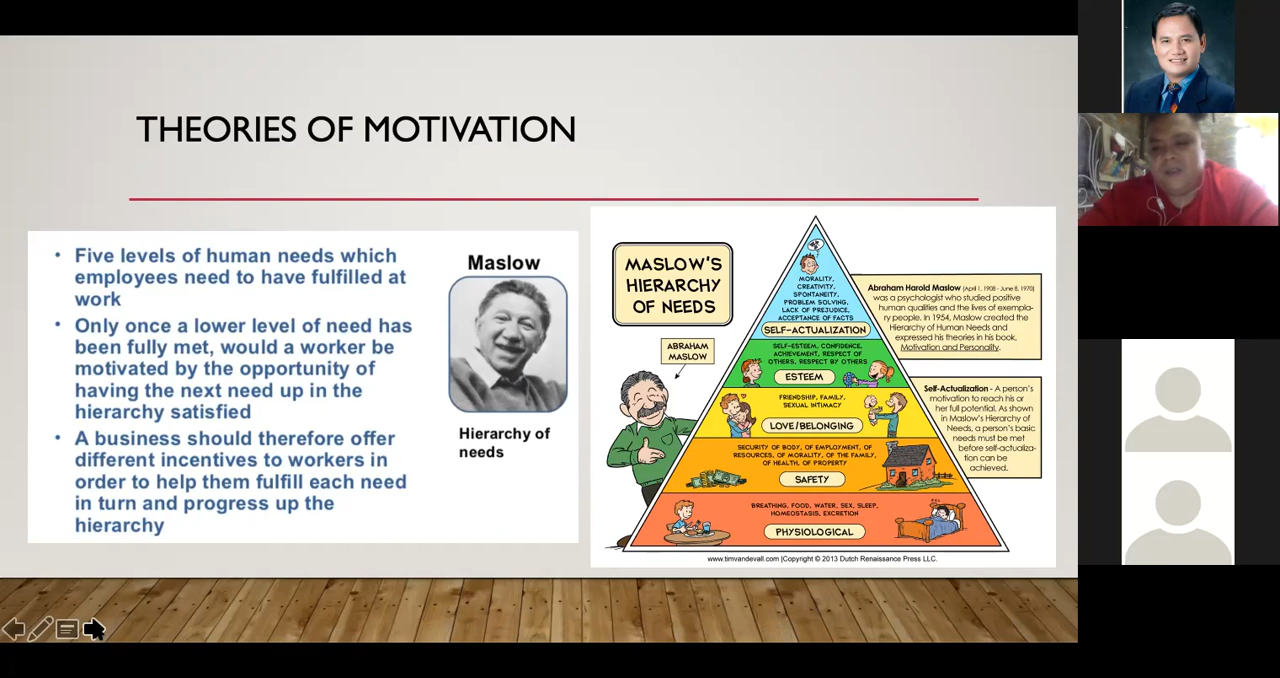 THEORIES OF MOTIVATION
• Five levels of human needs which
employees need to have fulfilled at
work
• Only once a lower level of need has
been fully met, would a worker be
motivated by the opportunity of
having the next need up in the
hierarchy satisfied
• A business should therefore offer
different incentives to workers in
order to help them fulfill each need
in turn and progress up the
hierarchy
Maslow
Hierarchy of
needs
MASLOW'S
HIERARCHY
OF NEEDS
ABRAHAM
MASLOW
MORALITY,
CREATIVITY,
SPONTANEITY,
PROBLEM SOLVING,
LACK OF PREJUDICE,
ACCEPTANCE OF FACTS
SELF-ACTUALIZATION
SELF-ESTEEM, CONFIDENCE,
ACHIEVEMENT, RESPECT OF
OTHERS, RESPECT BY OTHERS
ESTEEM
FRIENDSHIP, FAMILY,
SEXUAL INTIMACY
LOVE/BELONGING
SECURITY OF BODY, OF EMPLOYMENT, OF
RESOURCES, OF MORALITY, OF THE FAMILY,
OF HEALTH, OF PROPERTY
SAFETY
BREATHING, FOOD, WATER, SEX, SLEEP,
HOMEOSTASIS, EXCRETION
PHYSIOLOGICAL
Abraham Harold Maslow (April 1, 1908 - June 8, 1970)
was a psychologist who studied positive
human qualities and the lives of exempla-
ry people. In 1954, Maslow created the
Hierarchy of Human Needs and
expressed his theories in his book,
Motivation and Personality.
Self-Actualization - A person's
motivation to reach his or
her full potential. As shown
in Maslow's Hierarchy of
Needs, a person's basic
needs must be met
before self-actualiza-
tion can be
achieved.
www.timvandevall.com | Copyright © 2013 Dutch Renaissance Press LLC.